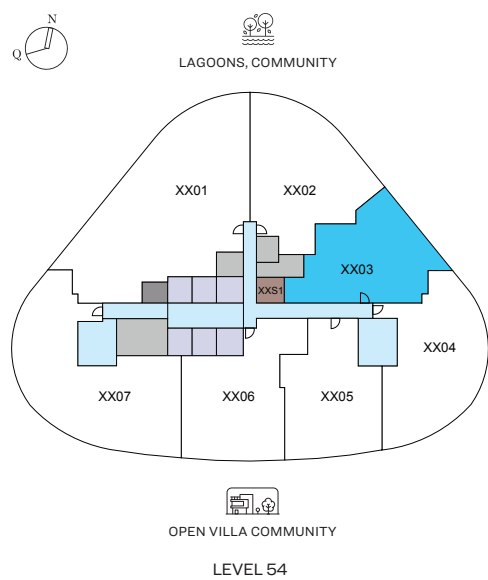 N
Q
LAGOONS, COMMUNITY
XX01
XX02
XX03
XXS1
XX04
XX07
XX06
XX05
OPEN VILLA COMMUNITY
LEVEL 54